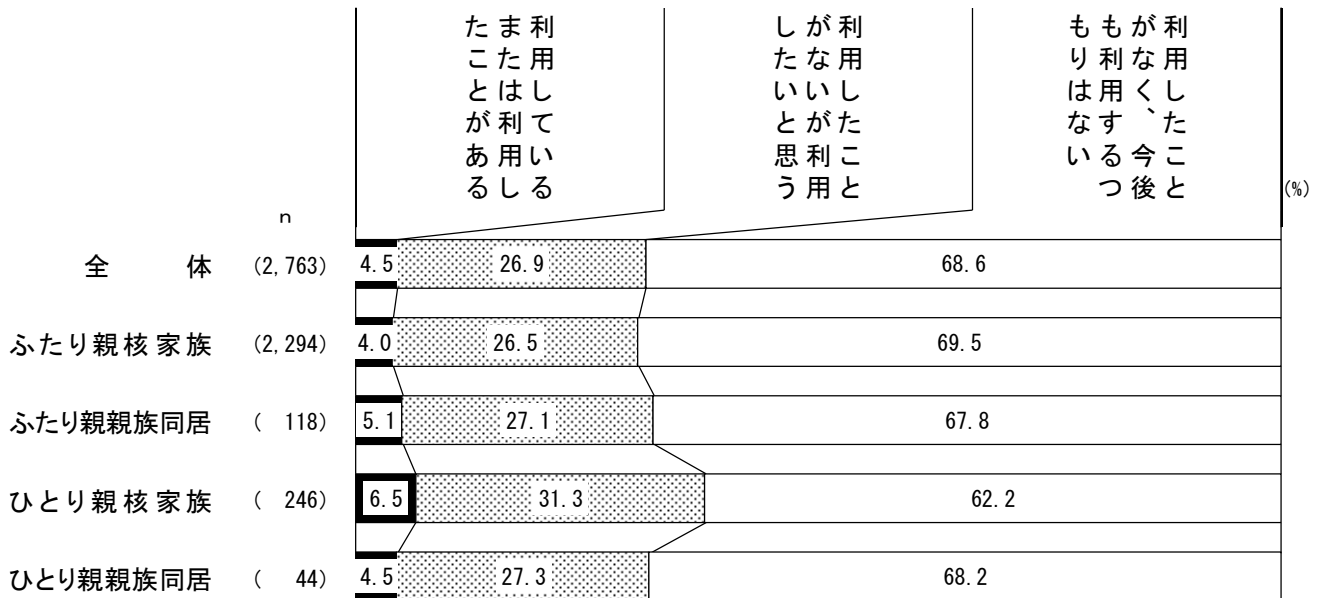 利用している
または利用し
たことがある
利用したこと
がないが利用
したいと思う
利用したこと
がなく、今後
も利用するつ
もりはない
(%)
n
全体 (2,763) 4.5 26.9 68.6
ふたり親核家族 (2,294) 4.0 26.5 69.5
ふたり親親族同居 ( 118) 5.1 27.1 67.8
ひとり親核家族 ( 246) 6.5 31.3 62.2
ひとり親親族同居 ( 44) 4.5 27.3 68.2